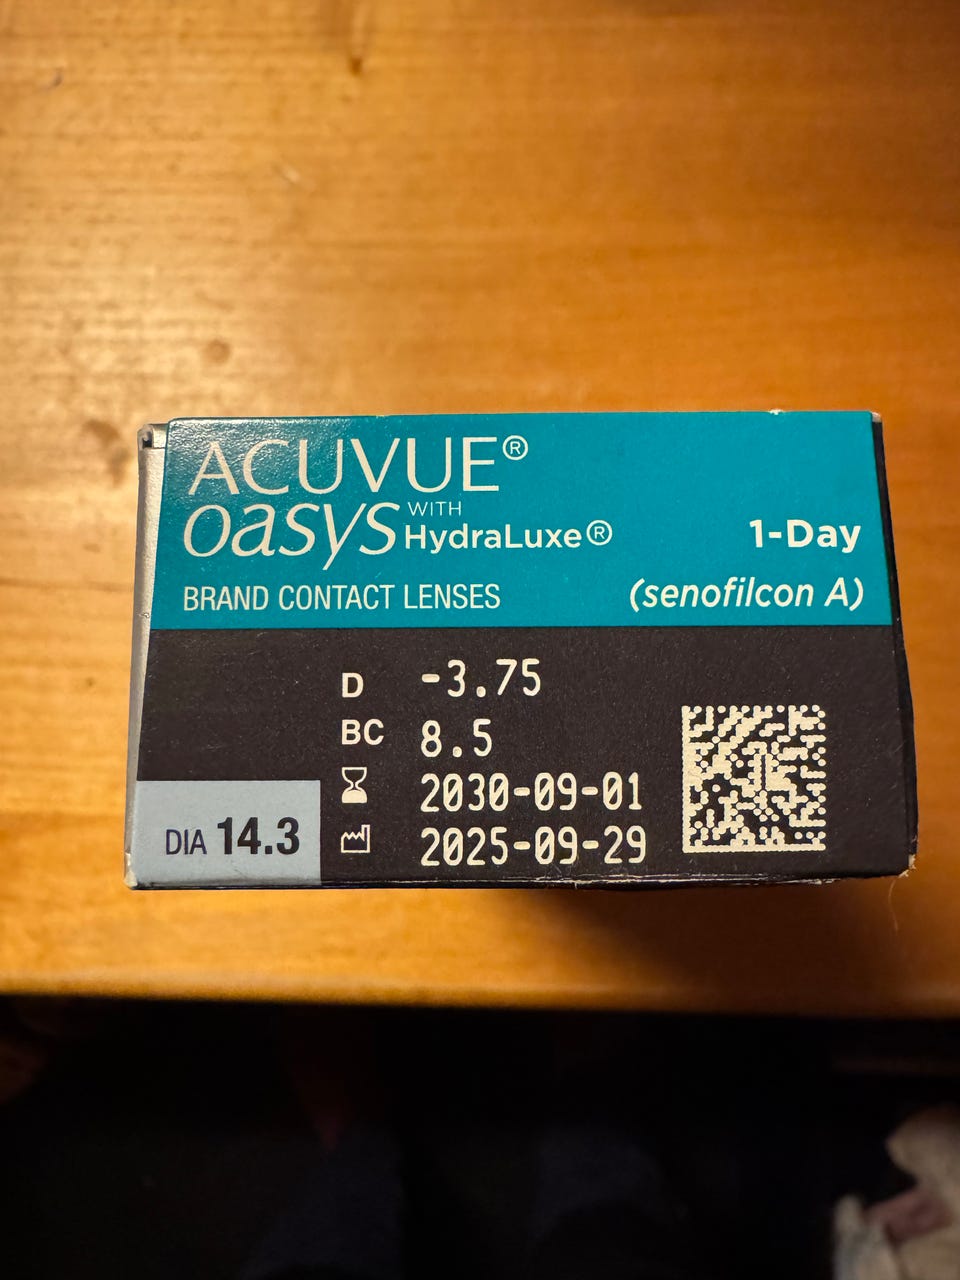 ACUVUE®
oasys WITH HydraLuxe® 1-Day
BRAND CONTACT LENSES (senofilcon A)
D -3.75
BC 8.5
2030-09-01
DIA 14.3 2025-09-29